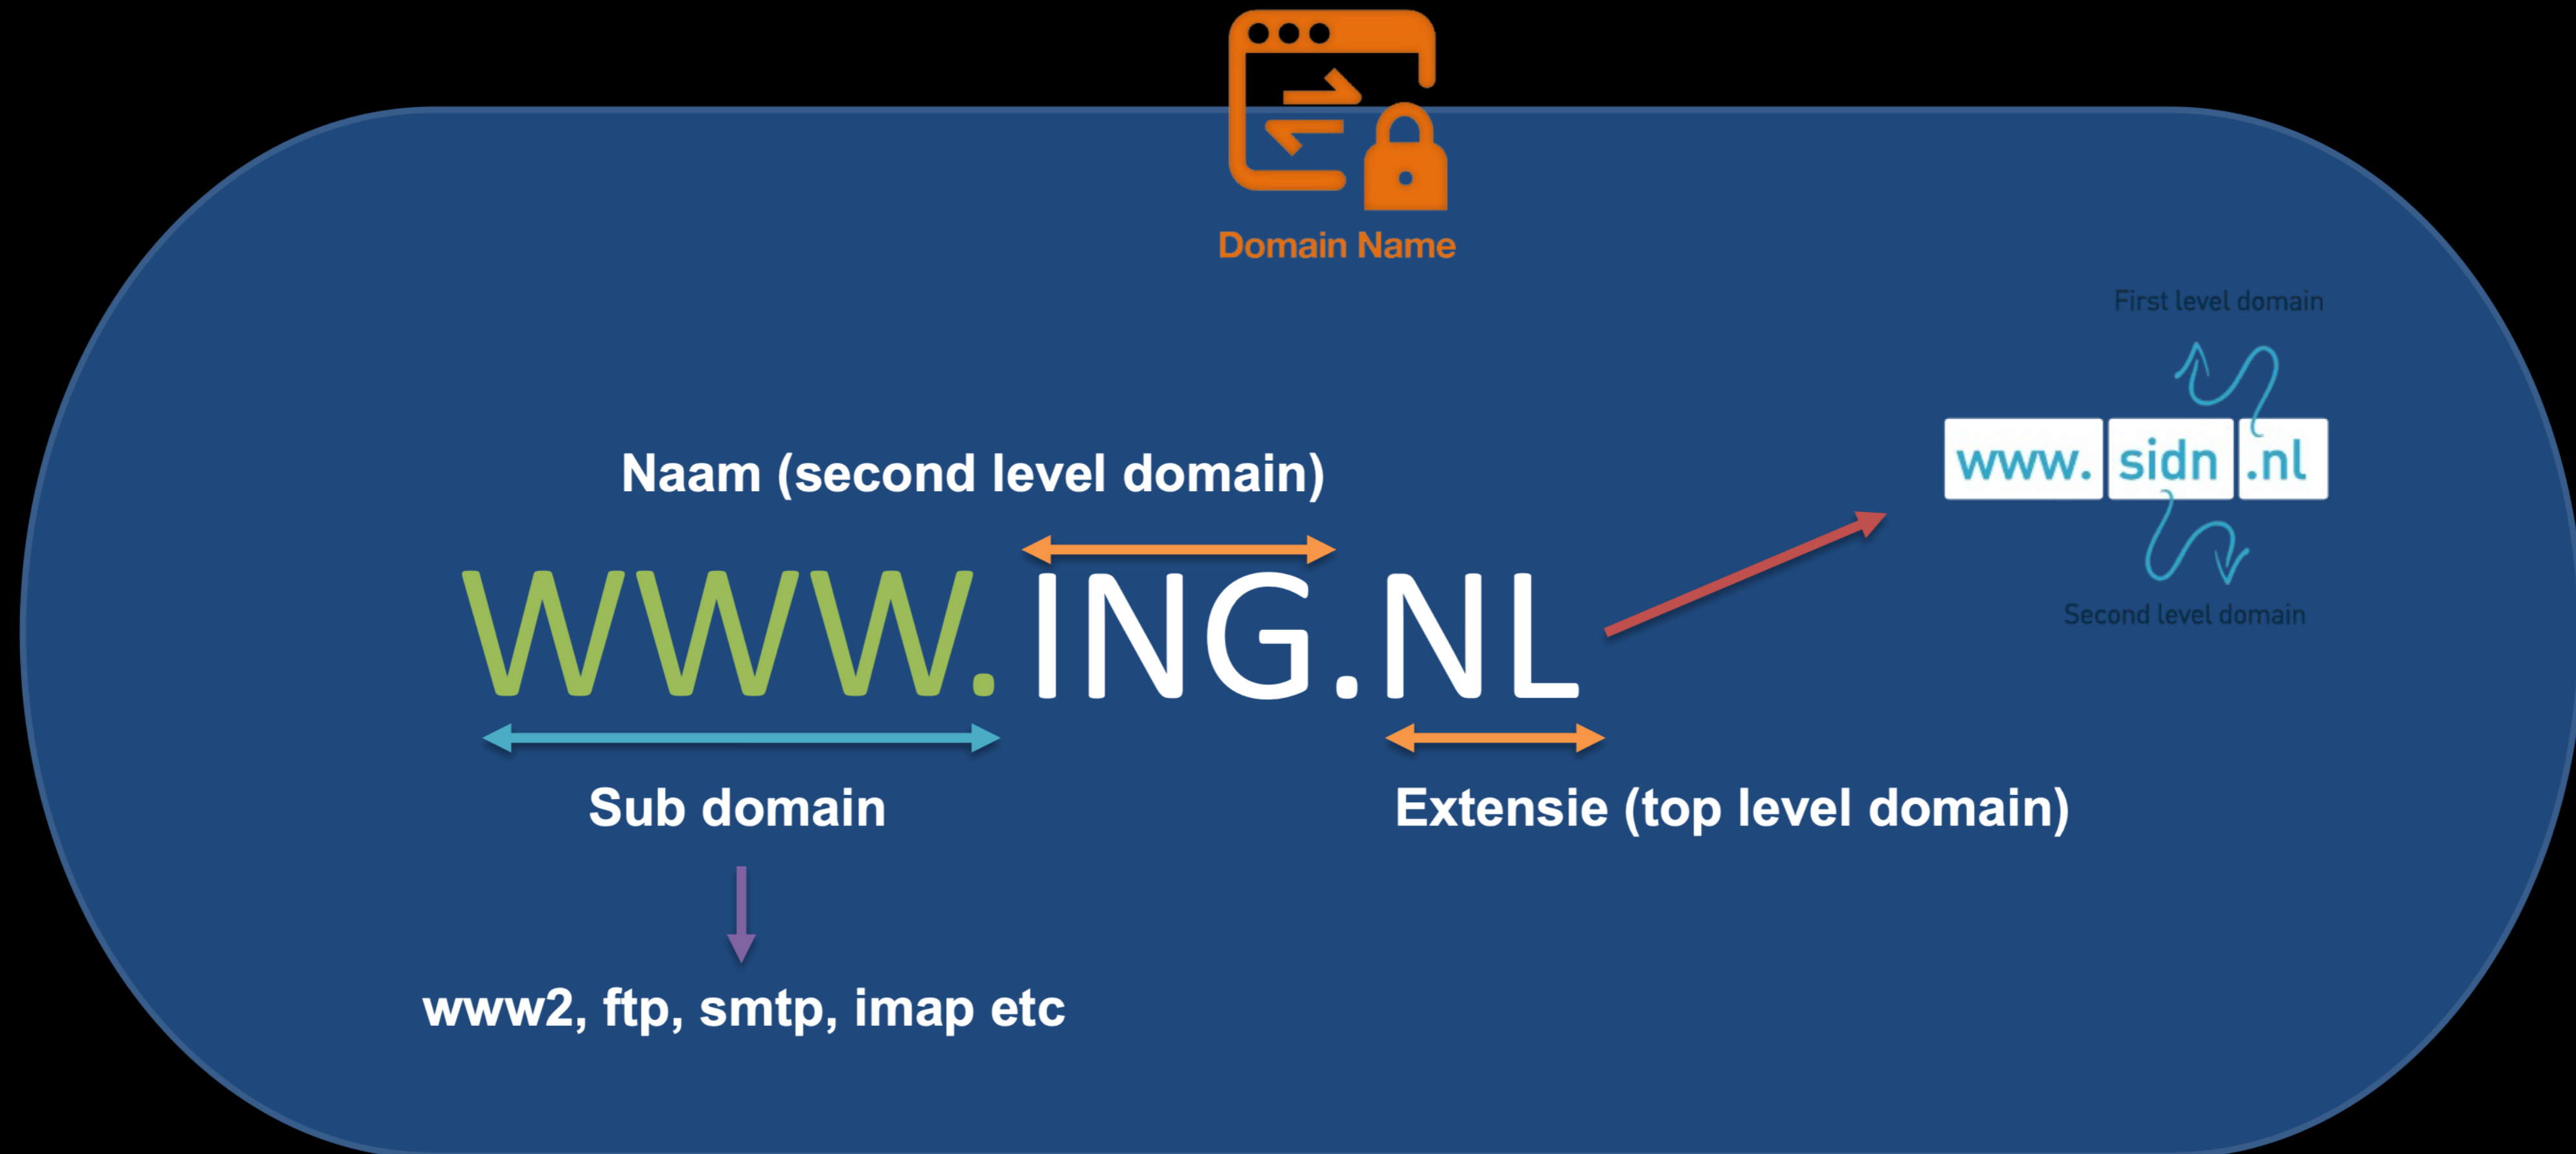 Domain Name
First level domain
www. sidn .nl
Second level domain
Naam (second level domain)
WWW.ING.NL
Sub domain
Extensie (top level domain)
www2, ftp, smtp, imap etc